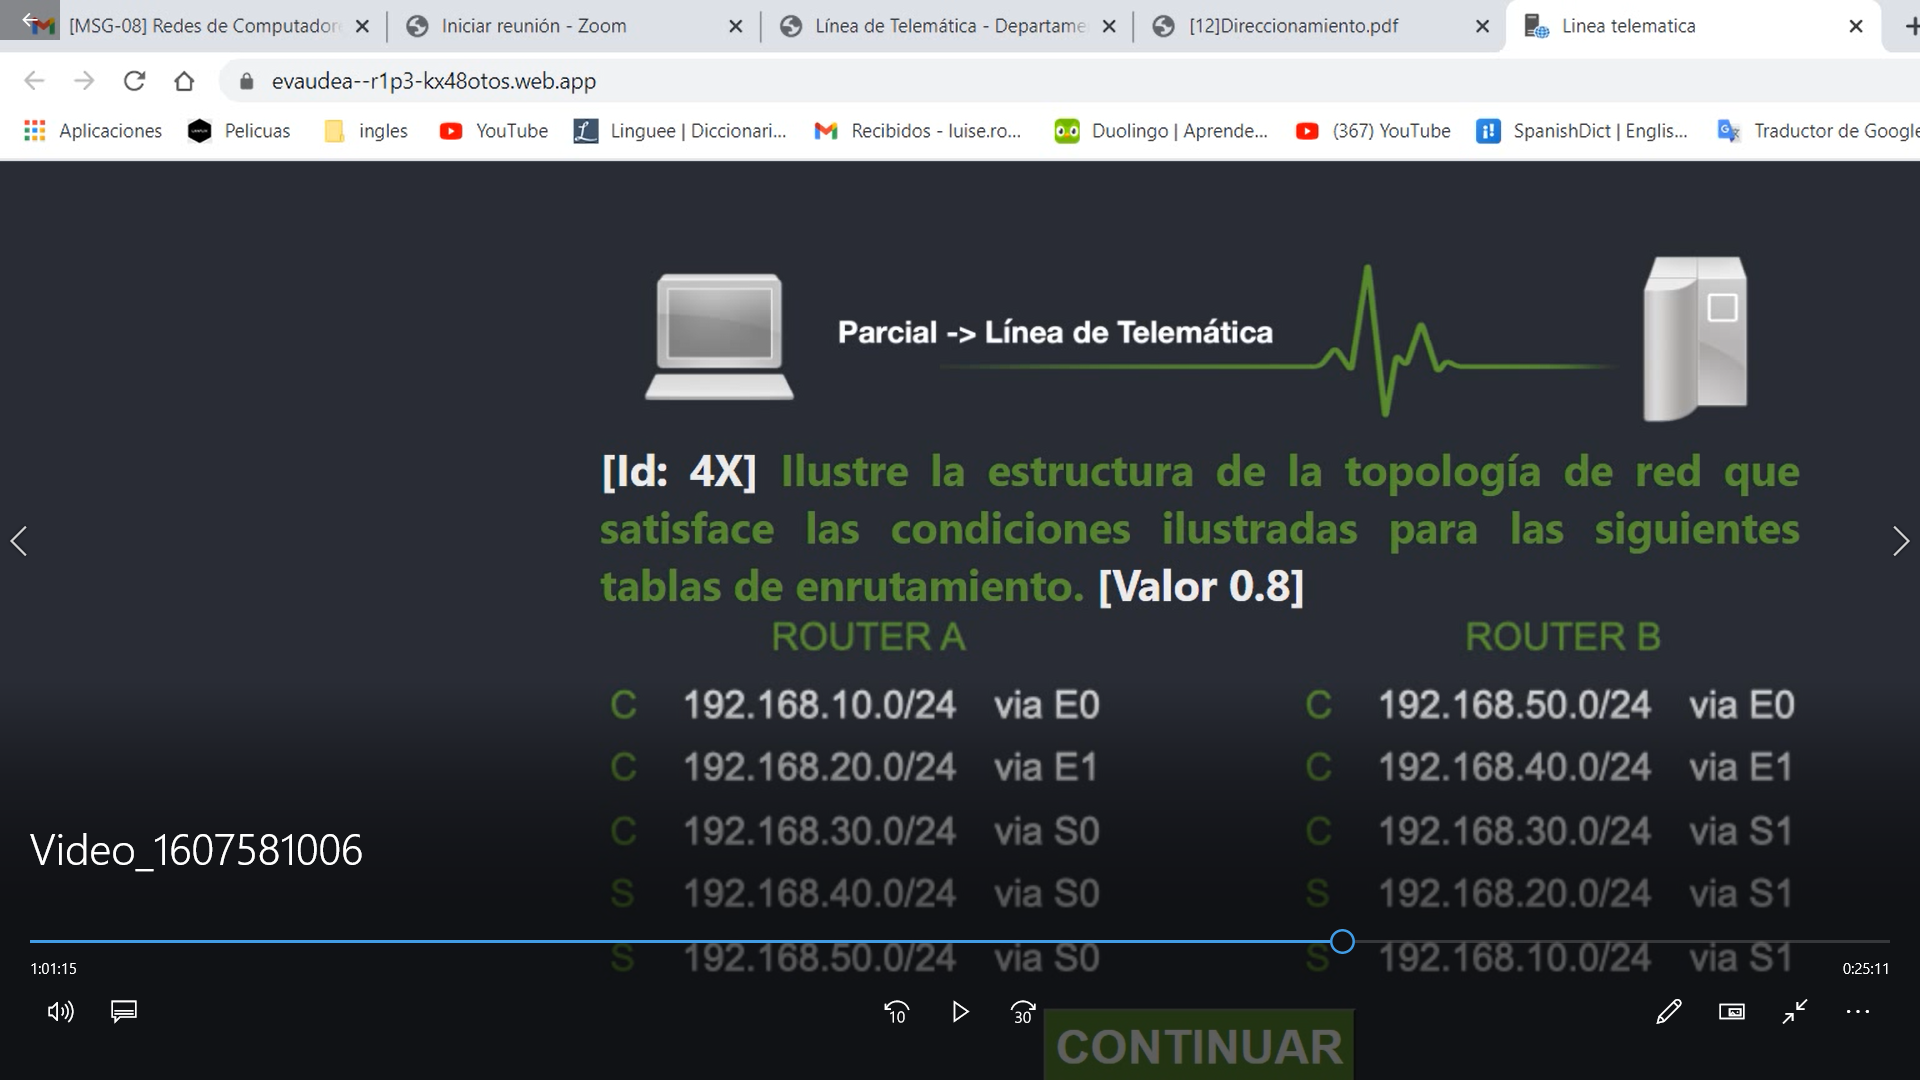 [MSG-08] Redes de Computador
Iniciar reunión - Zoom
Línea de Telemática - Departame
[12]Direccionamiento.pdf
Linea telematica
evaudea--r1p3-kx48otos.web.app
Aplicaciones
Pelicuas
ingles
YouTube
Linguee | Diccionari...
Recibidos - luise.ro...
Duolingo | Aprende...
(367) YouTube
SpanishDict | Englis...
Traductor de Google
Parcial -> Línea de Telemática
[Id: 4X] Ilustre la estructura de la topología de red que
satisface las condiciones ilustradas para las siguientes
tablas de enrutamiento. [Valor 0.8]
ROUTER A
C 192.168.10.0/24 via E0
C 192.168.20.0/24 via E1
C 192.168.30.0/24 via S0
S 192.168.40.0/24 via S0
S 192.168.50.0/24 via S0
ROUTER B
C 192.168.50.0/24 via E0
C 192.168.40.0/24 via E1
C 192.168.30.0/24 via S1
S 192.168.20.0/24 via S1
S 192.168.10.0/24 via S1
Video_1607581006
1:01:15
0:25:11
10
30
CONTINUAR